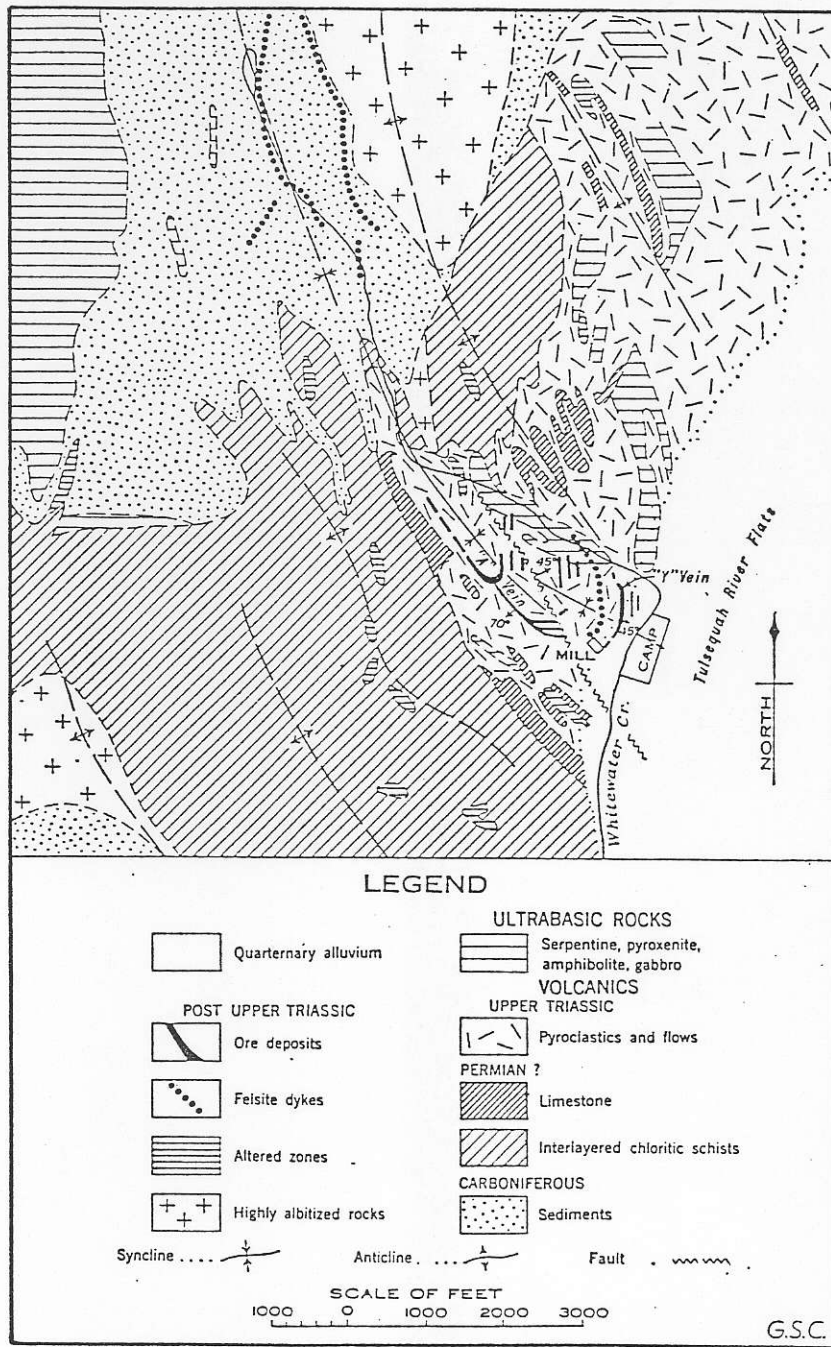 "A"
Vein
45°
70°
"Y" Vein
45°
MILL
CAMP
Tulsequah River Flats
Whitewater Cr.
NORTH
LEGEND
Quarternary alluvium
POST UPPER TRIASSIC
Ore deposits
Felsite dykes
Altered zones
Highly albitized rocks
ULTRABASIC ROCKS
Serpentine, pyroxenite,
amphibolite, gabbro
VOLCANICS
UPPER TRIASSIC
Pyroclastics and flows
PERMIAN ?
Limestone
Interlayered chloritic schists
CARBONIFEROUS
Sediments
Syncline ....
Anticline ....
Fault .
SCALE OF FEET
1000 0 1000 2000 3000
G.S.C.